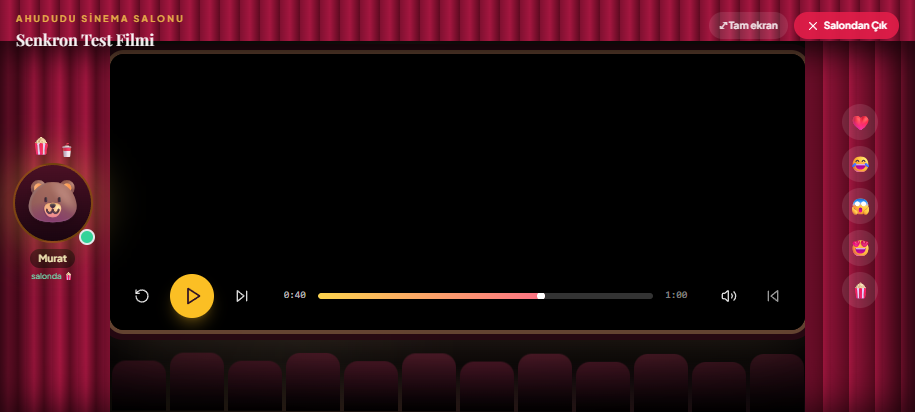 AHUDUDU SİNEMA SALONU
Senkron Test Filmi
Tam ekran
Salondan Çık
Murat
salonda
0:40
1:00